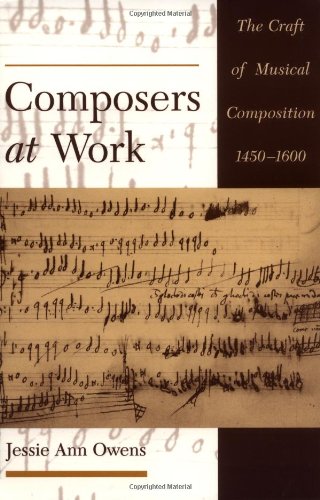 The Craft
of Musical
Composition
1450–1600
Composers
at Work
Jessie Ann Owens